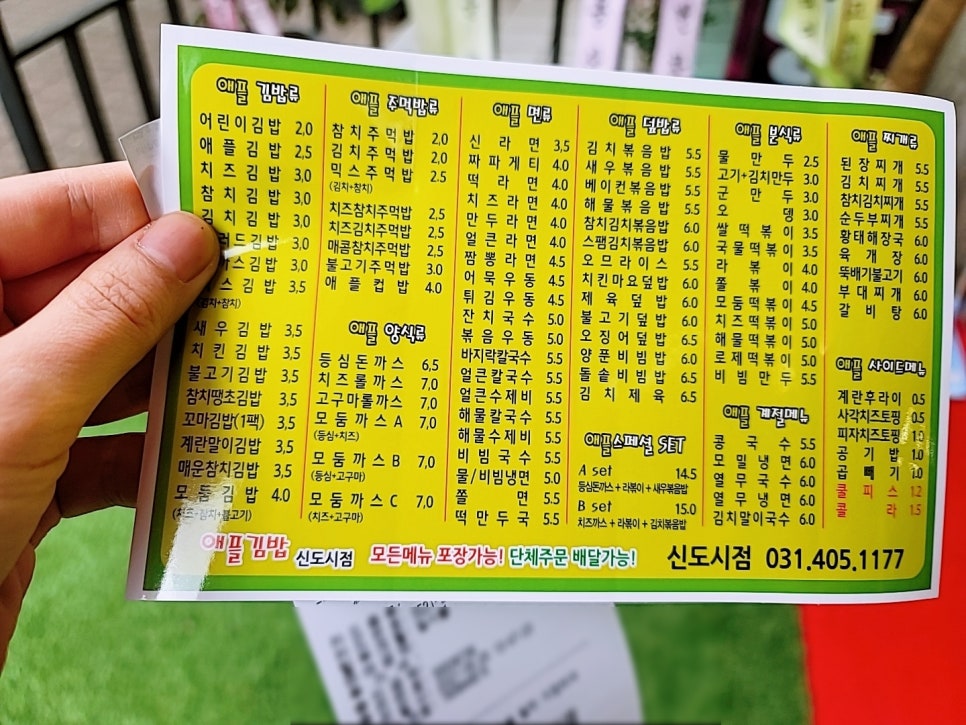 애플 김밥류
어린이김밥 2,0
애플김밥 2,5
치즈김밥 3,0
참치김밥 3,0
김치김밥 3,0
드김밥 3,0
김밥 3,0
김밥 3,5
(김치+참치)
새우김밥 3,5
치킨김밥 3,5
불고기김밥 3,5
참치땡초김밥 3,5
꼬마김밥(1팩) 3,5
계란말이김밥 3,5
매운참치김밥 3,5
모둠김밥 4.0
(치즈+참치+불고기)
애플 주먹밥류
참치주먹밥 2,0
김치주먹밥 2.0
믹스주먹밥 2.5
(김치+참치)
치즈참치주먹밥 2,5
치즈김치주먹밥 2,5
매콤참치주먹밥 2,5
불고기주먹밥 3.0
애플컵밥 4.0
애플 양식류
등심돈까스 6,5
치즈롤까스 7,0
고구마롤까스 7,0
모둠까스A 7,0
(등심+치즈)
모둠까스B 7,0
(등심+고구마)
모둠까스C 7,0
(치즈+고구마)
애플 면류
신라면 3,5
짜파게티 4.0
떡라면 4.0
치즈라면 4.0
만두라면 4.0
얼큰라면 4.0
짬뽕라면 4.5
어묵우동 4.5
튀김우동 4.5
잔치국수 5.0
볶음우동 5.0
바지락칼국수 5.5
얼큰칼국수 5.5
얼큰수제비 5.5
해물칼국수 5.5
해물수제비 5.5
비빔국수 5.5
물/비빔냉면 5.0
쫄면 5.5
떡만두국 5.5
애플 덮밥류
김치볶음밥 5.5
새우볶음밥 5.5
베이컨볶음밥 5.5
해물볶음밥 5.5
참치김치볶음밥 6.0
스팸김치볶음밥 6.0
오므라이스 5.5
치킨마요덮밥 6.0
제육덮밥 6.0
불고기덮밥 6.0
오징어덮밥 6.5
양푼비빔밥 6.0
돌솥비빔밥 6.5
김치제육 6.5
애플스페셜 SET
A set 14.5
등심돈까스 + 라볶이 + 새우볶음밥
B set 15.0
치즈까스 + 라볶이 + 김치볶음밥
애플 분식류
물만두 2.5
고기+김치만두 3.0
군만두 3.0
오뎅 3.0
쌀떡볶이 3.5
국물떡볶이 3.5
라볶이 4.0
쫄볶이 4.0
모둠떡볶이 4.5
치즈떡볶이 5.0
해물떡볶이 5.0
로제떡볶이 5.0
비빔만두 5.5
애플 계절메뉴
콩국수 5.5
모밀냉면 6.0
열무국수 6.0
열무냉면 6.0
김치말이국수 6.0
애플 찌개류
된장찌개 5.5
김치찌개 5.5
참치김치찌개 5.5
순두부찌개 5.5
황태해장국 6.0
육개장 6.0
뚝배기불고기 6.0
부대찌개 6.0
갈비탕 6.0
애플 사이드메뉴
계란후라이 0.5
사각치즈토핑 0.5
피자치즈토핑 1.0
공기밥 1.0
곱빼기 1.0
쿨피스 1.2
콜라 1.5
애플김밥 신도시점 모든메뉴 포장가능! 단체주문 배달가능! 신도시점 031.405.1177